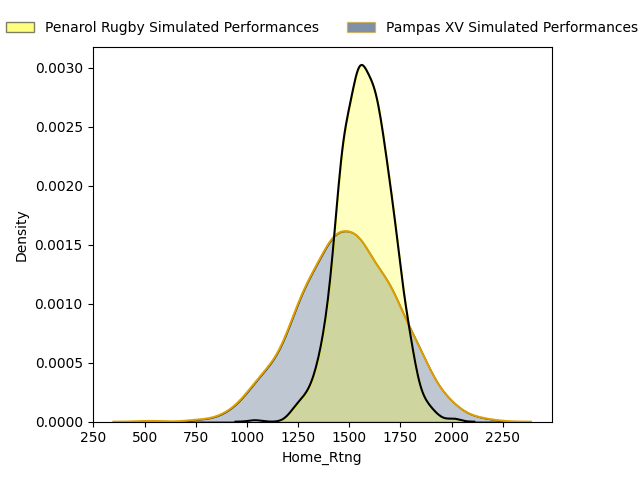 Penarol Rugby Simulated Performances
Pampas XV Simulated Performances
0.0030
0.0025
0.0020
0.0015
0.0010
0.0005
0.0000
Density
250 500 750 1000 1250 1500 1750 2000 2250
Home_Rtng